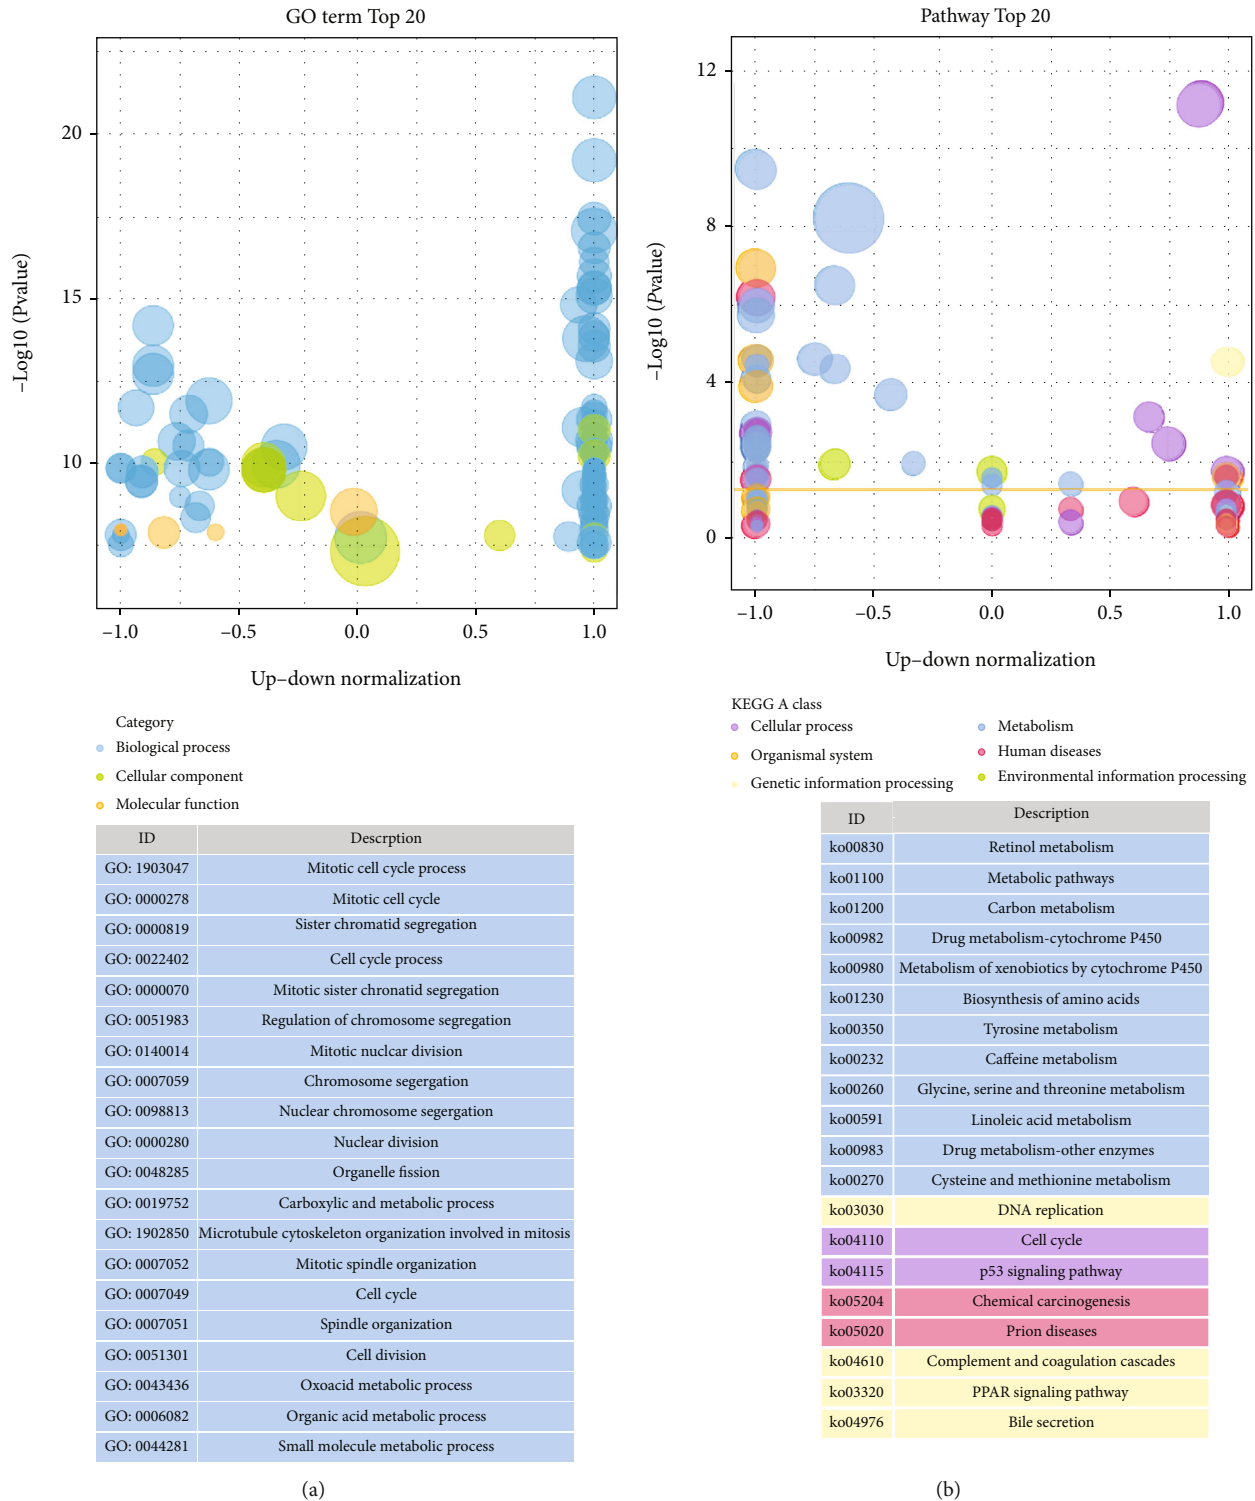 GO term Top 20
20
15
10
–Log10 (Pvalue)
–1.0
–0.5
0.0
0.5
1.0
Up–down normalization
Category
Biological process
Cellular component
Molecular function
ID Descrption
GO: 1903047 Mitotic cell cycle process
GO: 0000278 Mitotic cell cycle
GO: 0000819 Sister chromatid segregation
GO: 0022402 Cell cycle process
GO: 0000070 Mitotic sister chronatid segregation
GO: 0051983 Regulation of chromosome segregation
GO: 0140014 Mitotic nuclcar division
GO: 0007059 Chromosome segergation
GO: 0098813 Nuclear chromosome segergation
GO: 0000280 Nuclear division
GO: 0048285 Organelle fission
GO: 0019752 Carboxylic and metabolic process
GO: 1902850 Microtubule cytoskeleton organization involved in mitosis
GO: 0007052 Mitotic spindle organization
GO: 0007049 Cell cycle
GO: 0007051 Spindle organization
GO: 0051301 Cell division
GO: 0043436 Oxoacid metabolic process
GO: 0006082 Organic acid metabolic process
GO: 0044281 Small molecule metabolic process
(a)
Pathway Top 20
12
8
4
0
–Log10 (Pvalue)
–1.0
–0.5
0.0
0.5
1.0
Up–down normalization
KEGG A class
Cellular process
Organismal system
Genetic information processing
Metabolism
Human diseases
Environmental information processing
ID Description
ko00830 Retinol metabolism
ko01100 Metabolic pathways
ko01200 Carbon metabolism
ko00982 Drug metabolism-cytochrome P450
ko00980 Metabolism of xenobiotics by cytochrome P450
ko01230 Biosynthesis of amino acids
ko00350 Tyrosine metabolism
ko00232 Caffeine metabolism
ko00260 Glycine, serine and threonine metabolism
ko00591 Linoleic acid metabolism
ko00983 Drug metabolism-other enzymes
ko00270 Cysteine and methionine metabolism
ko03030 DNA replication
ko04110 Cell cycle
ko04115 p53 signaling pathway
ko05204 Chemical carcinogenesis
ko05020 Prion diseases
ko04610 Complement and coagulation cascades
ko03320 PPAR signaling pathway
ko04976 Bile secretion
(b)